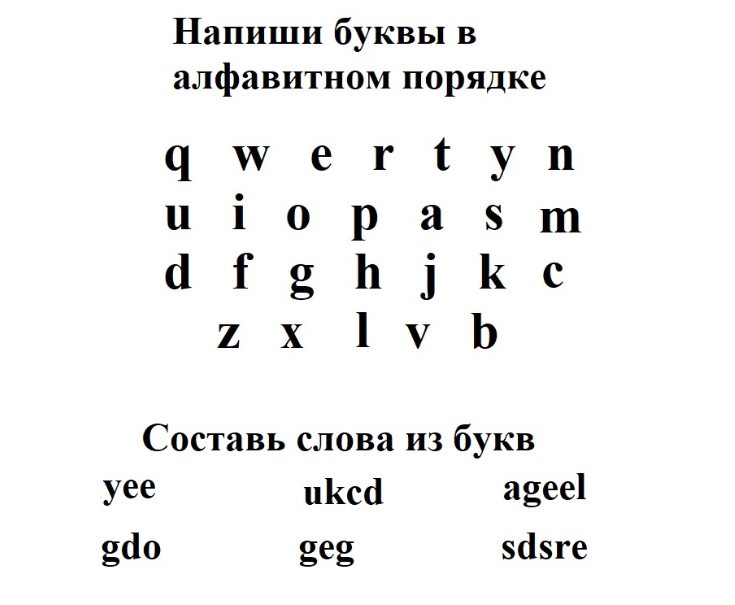 Напиши буквы в
алфавитном порядке
q w e r t y n
u i o p a s m
d f g h j k c
z x l v b
Составь слова из букв
yee ukcd ageel
gdo geg sdsre